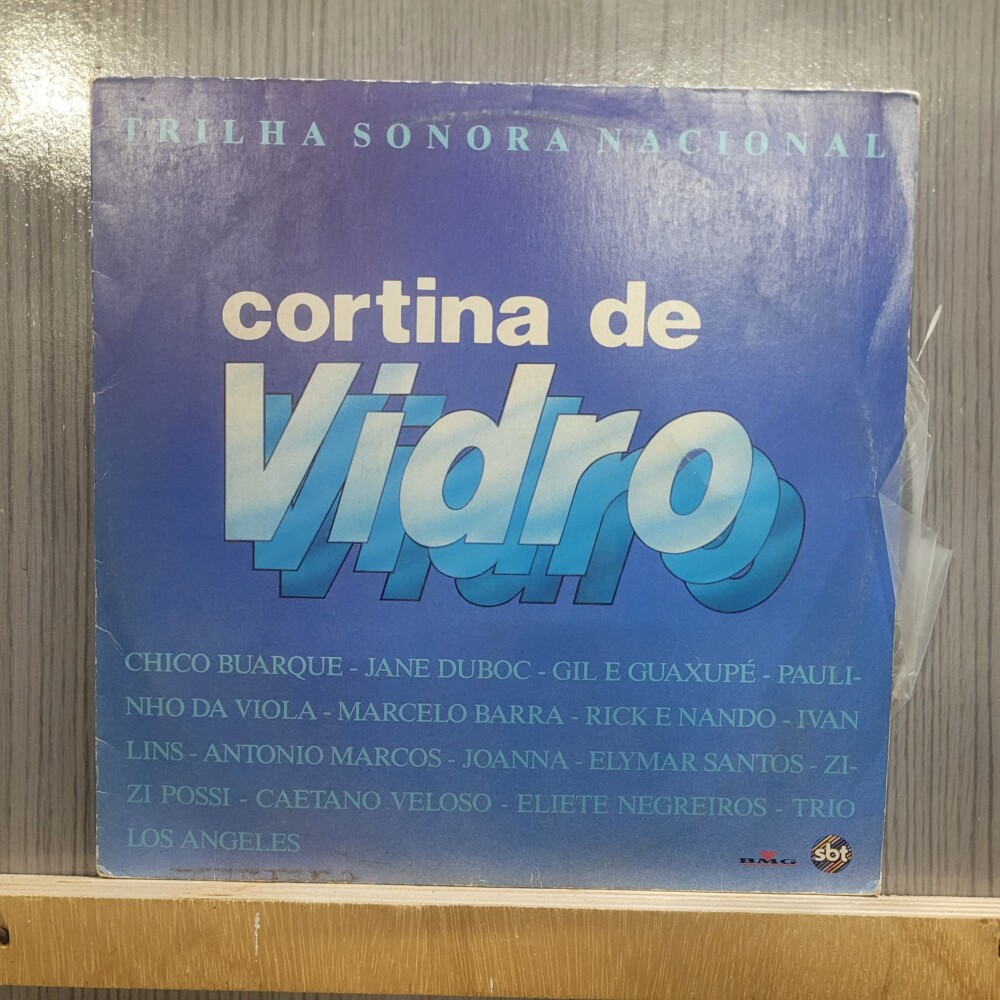 TRILHA SONORA NACIONAL
cortina de
Vidro
CHICO BUARQUE - JANE DUBOC - GIL E GUAXUPÉ - PAULI-
NHO DA VIOLA - MARCELO BARRA - RICK E NANDO - IVAN
LINS - ANTONIO MARCOS - JOANNA - ELYMAR SANTOS - ZI-
ZI POSSI - CAETANO VELOSO - ELIETE NEGREIROS - TRIO
LOS ANGELES
BMG sbt